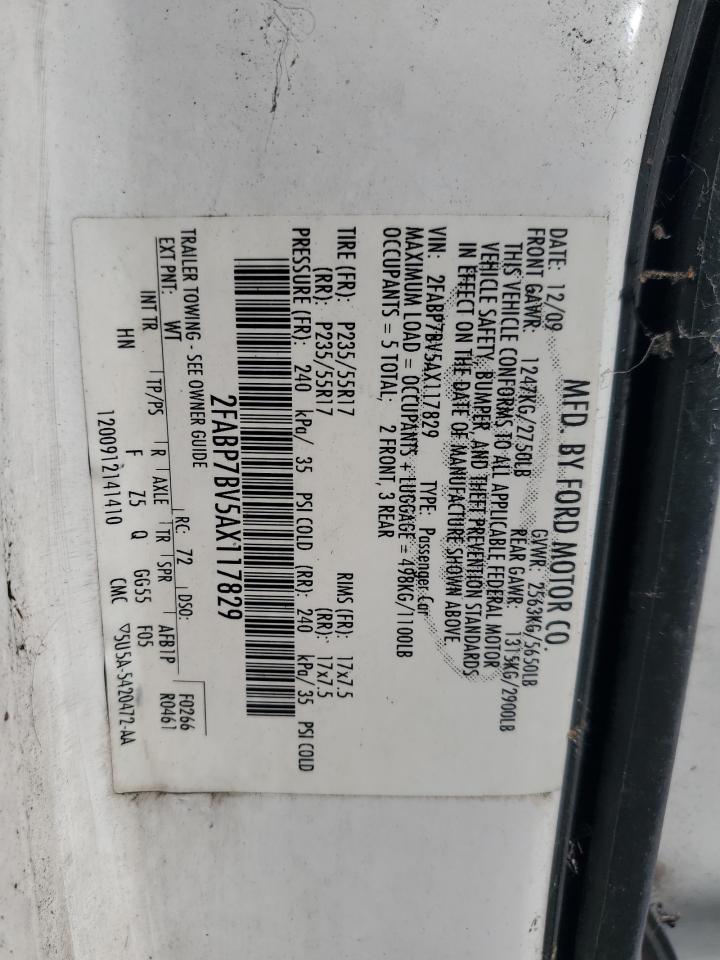 MFD. BY FORD MOTOR CO.
DATE: 12/09 GVWR: 2563KG/5650LB
FRONT GAWR: 1247KG/2750LB REAR GAWR: 1315KG/2900LB
THIS VEHICLE CONFORMS TO ALL APPLICABLE FEDERAL MOTOR
VEHICLE SAFETY, BUMPER, AND THEFT PREVENTION STANDARDS
IN EFFECT ON THE DATE OF MANUFACTURE SHOWN ABOVE
VIN: 2FABP7BV5AX117829 TYPE: Passenger Car
MAXIMUM LOAD = OCCUPANTS + LUGGAGE = 498KG/1100LB
OCCUPANTS = 5 TOTAL; 2 FRONT, 3 REAR
TIRE (FR): P235/55R17 RIMS (FR): 17x7.5
(RR): P235/55R17 (RR): 17x7.5
PRESSURE (FR): 240 kPa/ 35 PSI COLD (RR): 240 kPa/35 PSI COLD
2FABP7BV5AX117829
TRAILER TOWING - SEE OWNER GUIDE
EXT PNT: WT RC: 72 DSO: F0266
AFB1P R0461
INT TR TP/PS R AXLE TR SPR
HN F Z5 Q GG55 F05
1200912141410 CMC ▽5U5A-5420472-AA